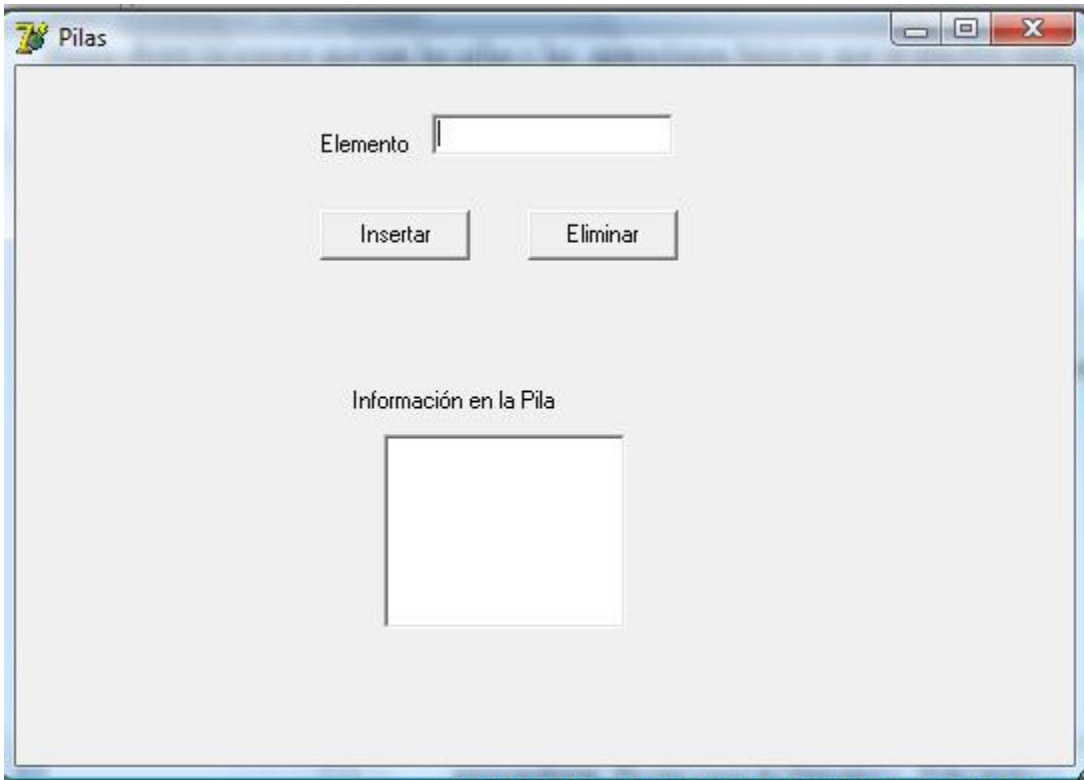 Pilas
Elemento
Insertar
Eliminar
Información en la Pila